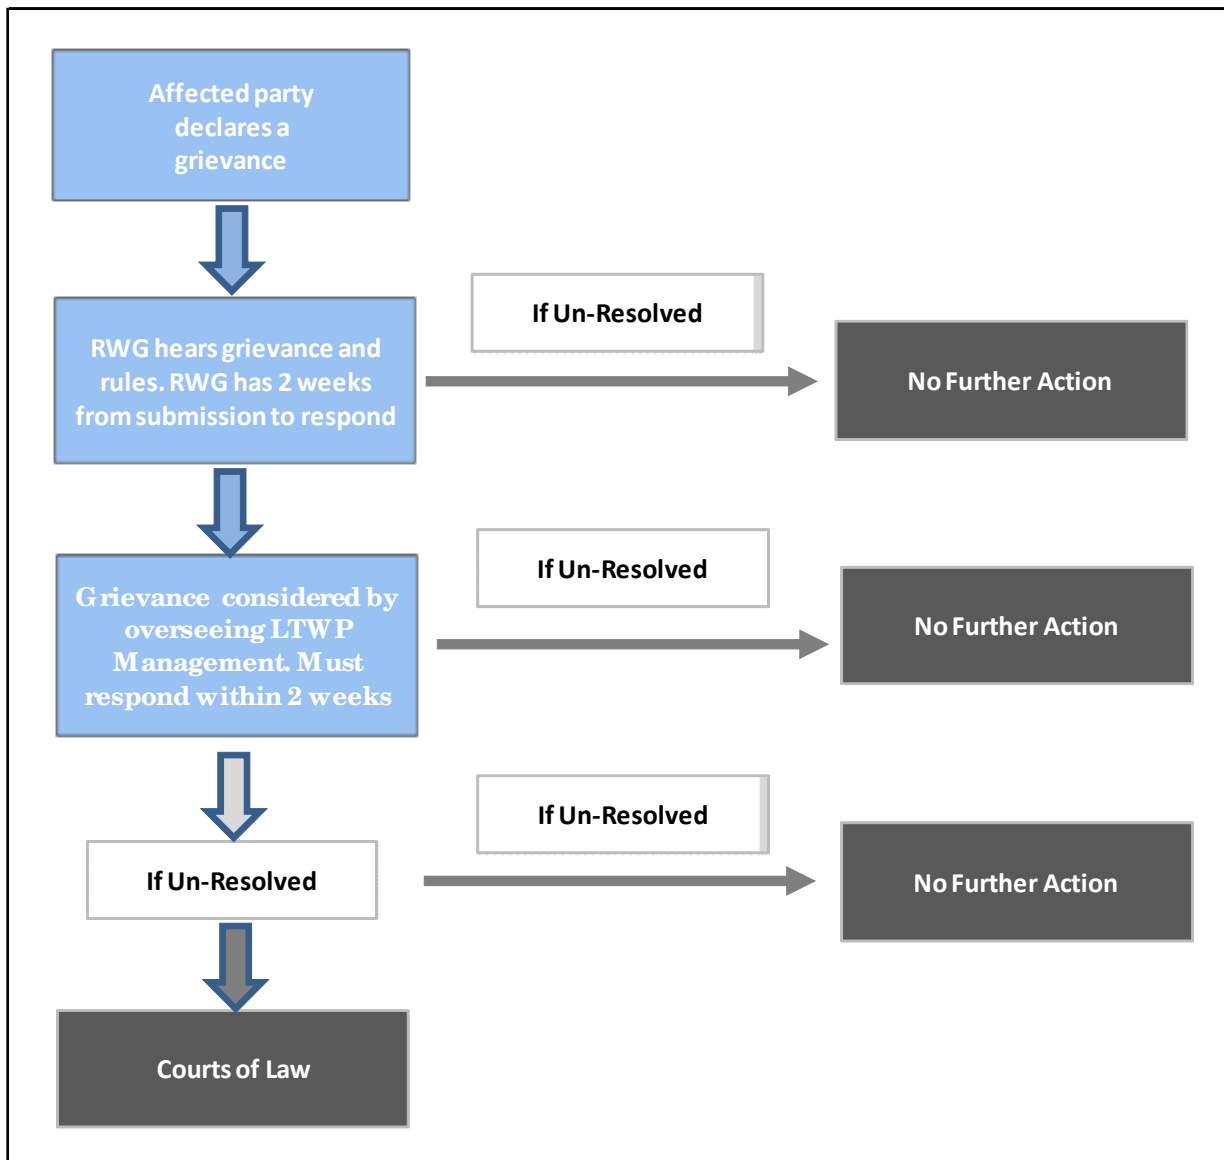 Affected party
declares a
grievance
If Un-Resolved
RWG hears grievance and
rules. RWG has 2 weeks
from submission to respond
No Further Action
If Un-Resolved
Grievance considered by
overseeing LTWP
Management. Must
respond within 2 weeks
No Further Action
If Un-Resolved
If Un-Resolved
No Further Action
Courts of Law